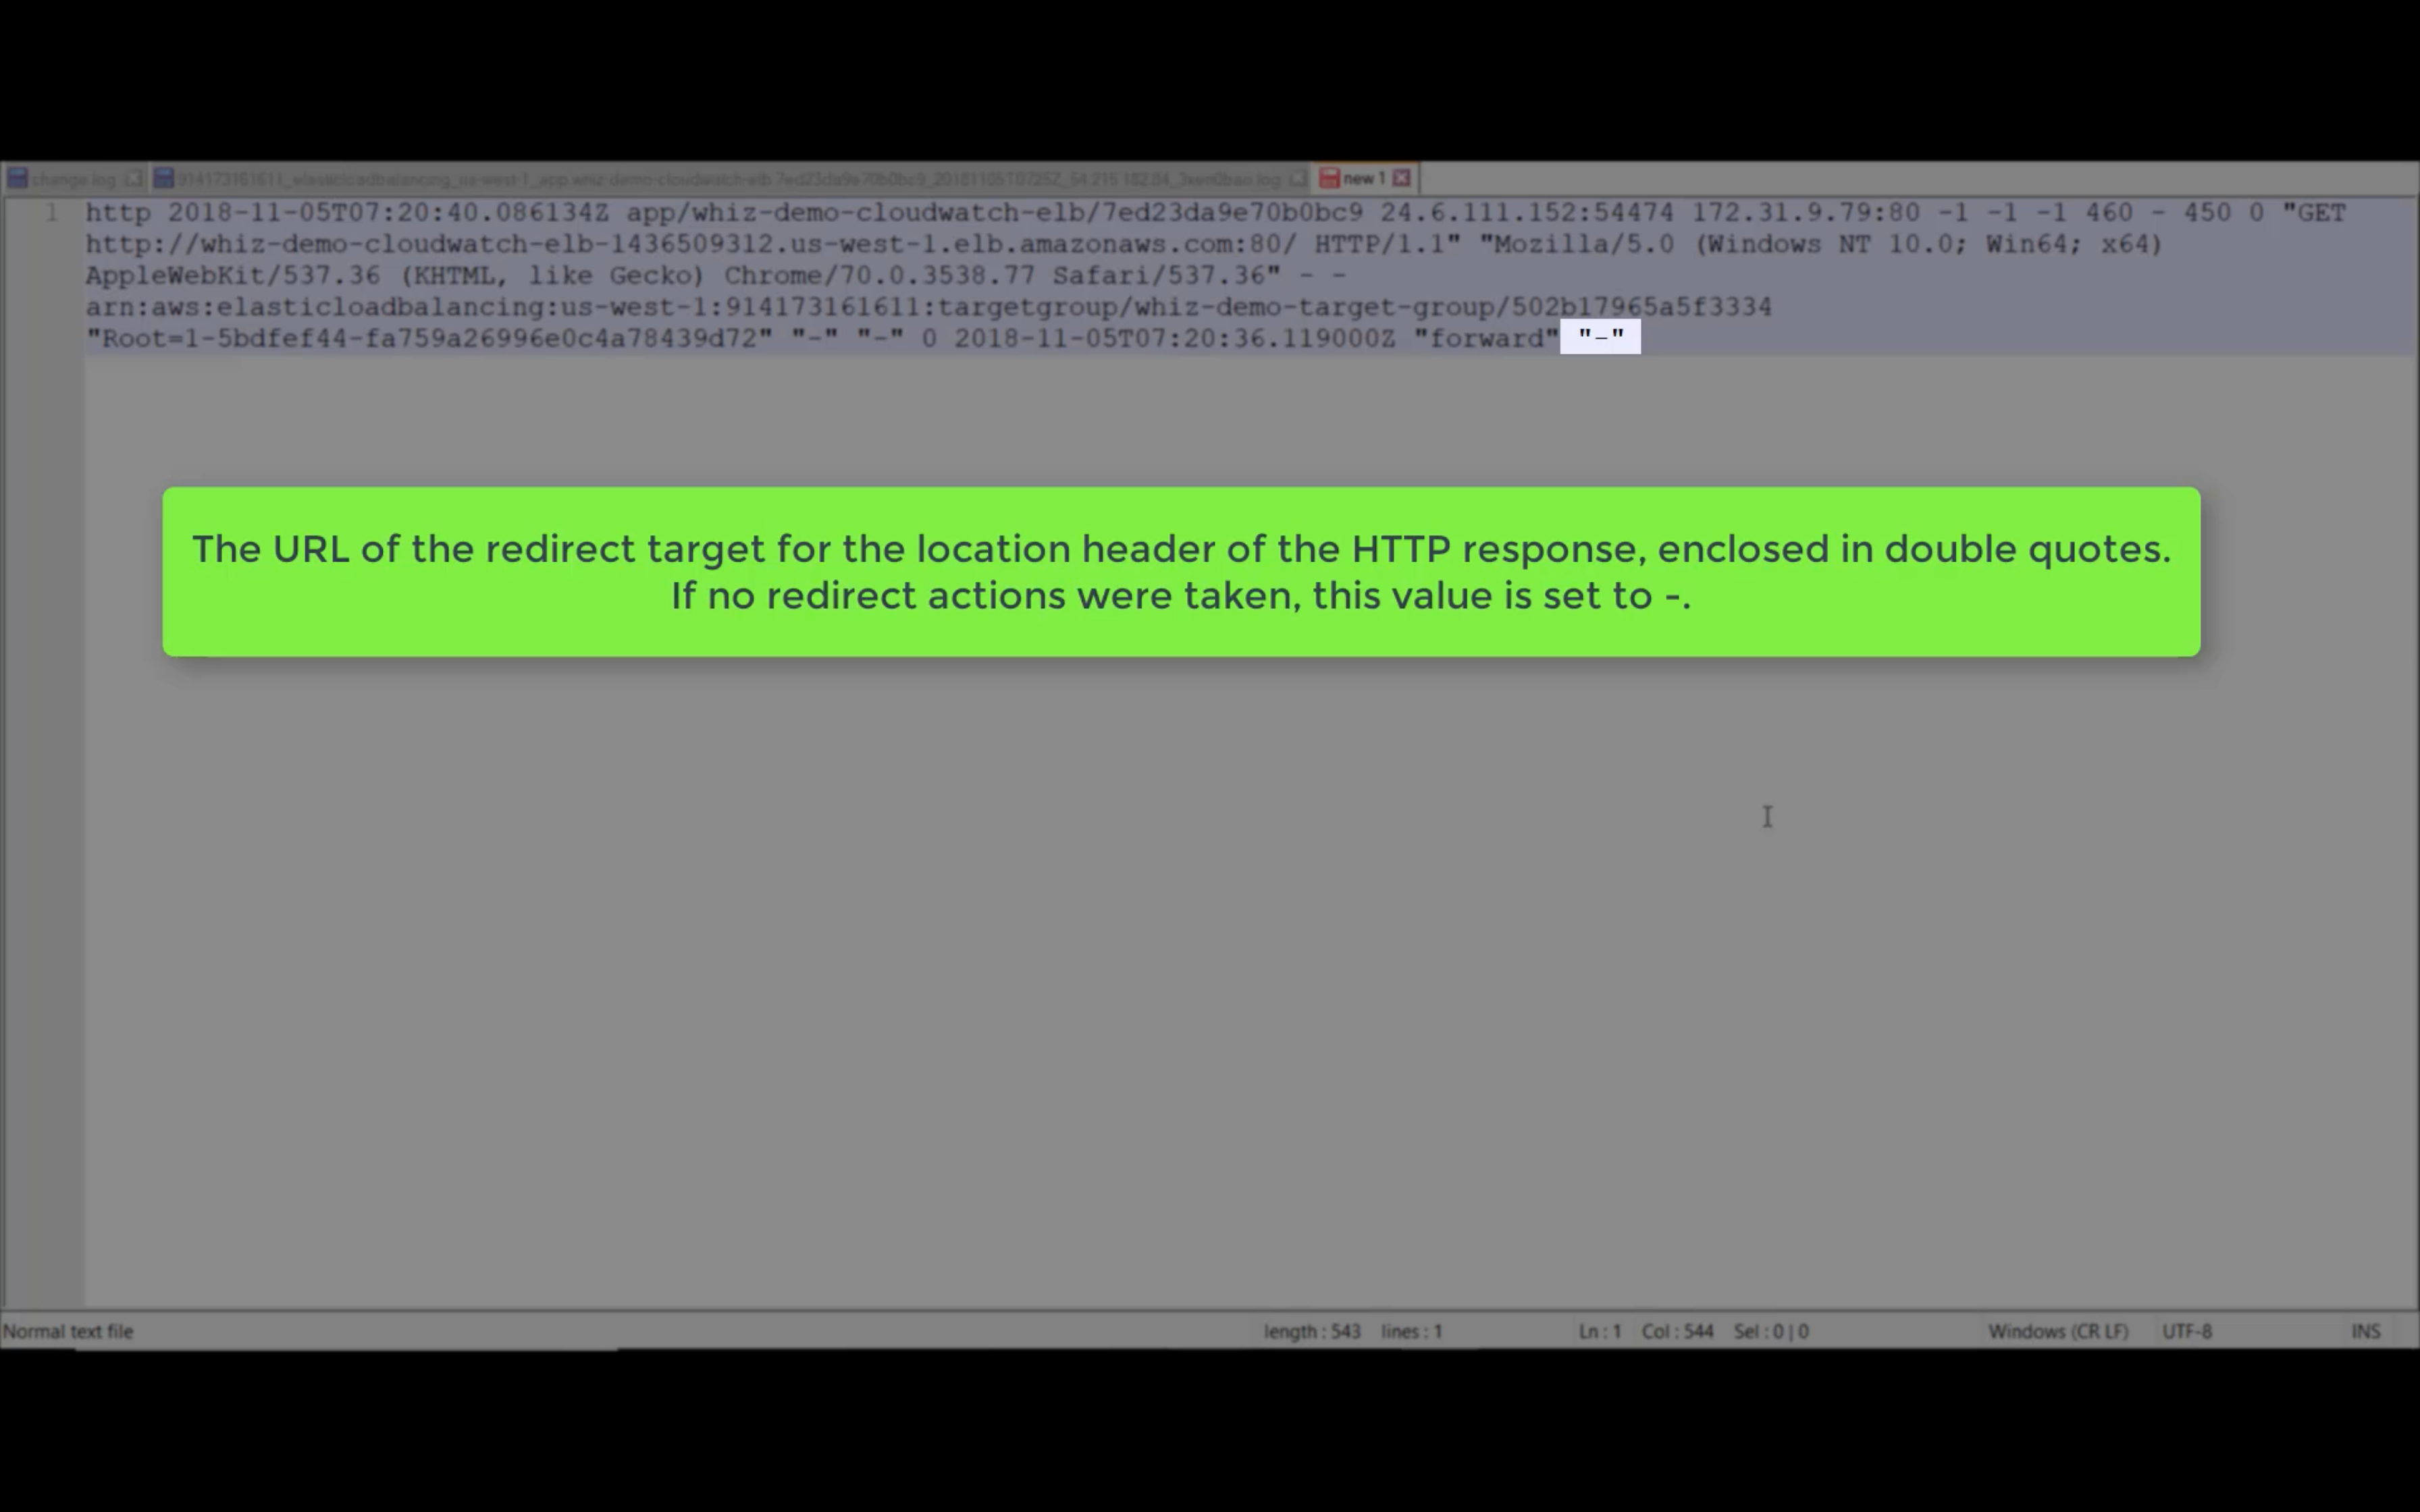 change.log 914173161611_elasticloadbalancing_us-west-1_app.whiz-demo-cloudwatch-elb.7ed23da9e70b0bc9_20181105T0725Z_54.215.182.84_ new 1
1 http 2018-11-05T07:20:40.086134Z app/whiz-demo-cloudwatch-elb/7ed23da9e70b0bc9 24.6.111.152:54474 172.31.9.79:80 -1 -1 -1 460 - 450 0 "GET
http://whiz-demo-cloudwatch-elb-1436509312.us-west-1.elb.amazonaws.com:80/ HTTP/1.1" "Mozilla/5.0 (Windows NT 10.0; Win64; x64)
AppleWebKit/537.36 (KHTML, like Gecko) Chrome/70.0.3538.77 Safari/537.36" - -
arn:aws:elasticloadbalancing:us-west-1:914173161611:targetgroup/whiz-demo-target-group/502b17965a5f3334
"Root=1-5bdfef44-fa759a26996e0c4a78439d72" "-" "-" 0 2018-11-05T07:20:36.119000Z "forward" "-"
The URL of the redirect target for the location header of the HTTP response, enclosed in double quotes.
If no redirect actions were taken, this value is set to -.
Normal text file length : 543 lines : 1 Ln : 1 Col : 544 Sel : 0 | 0 Windows (CR LF) UTF-8 INS